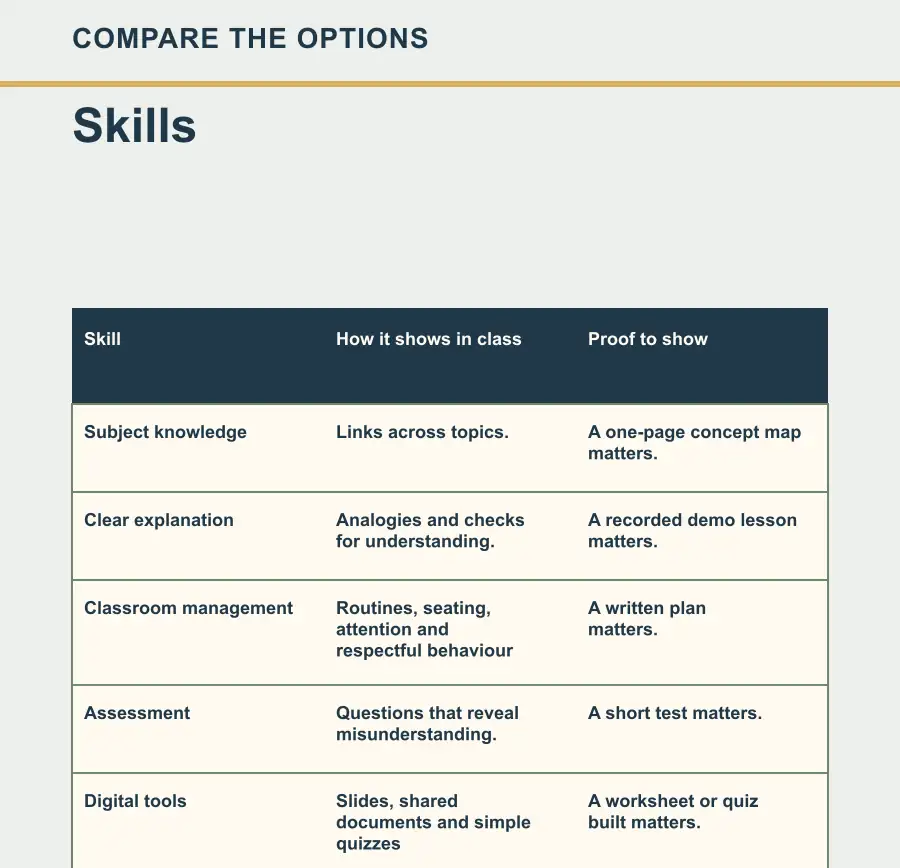 COMPARE THE OPTIONS
Skills
Skill
How it shows in class
Proof to show
Subject knowledge
Links across topics.
A one-page concept map
matters.
Clear explanation
Analogies and checks
for understanding.
A recorded demo lesson
matters.
Classroom management
Routines, seating,
attention and
respectful behaviour
A written plan
matters.
Assessment
Questions that reveal
misunderstanding.
A short test matters.
Digital tools
Slides, shared
documents and simple
quizzes
A worksheet or quiz
built matters.